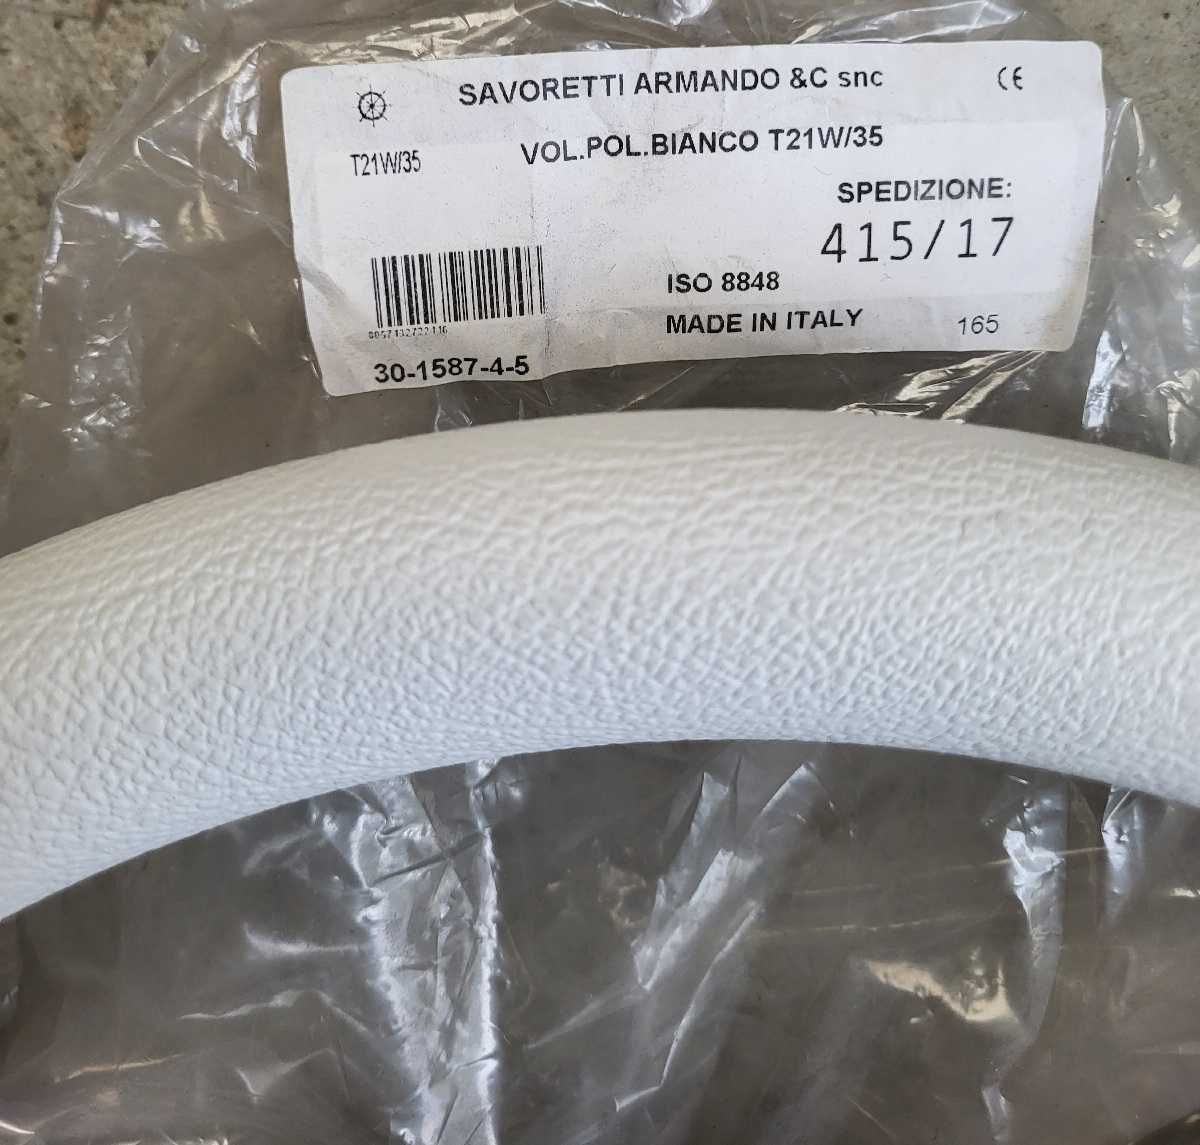 SAVORETTI ARMANDO &C snc
CE
T21W/35
VOL.POL.BIANCO T21W/35
SPEDIZIONE:
415/17
ISO 8848
MADE IN ITALY
165
30-1587-4-5